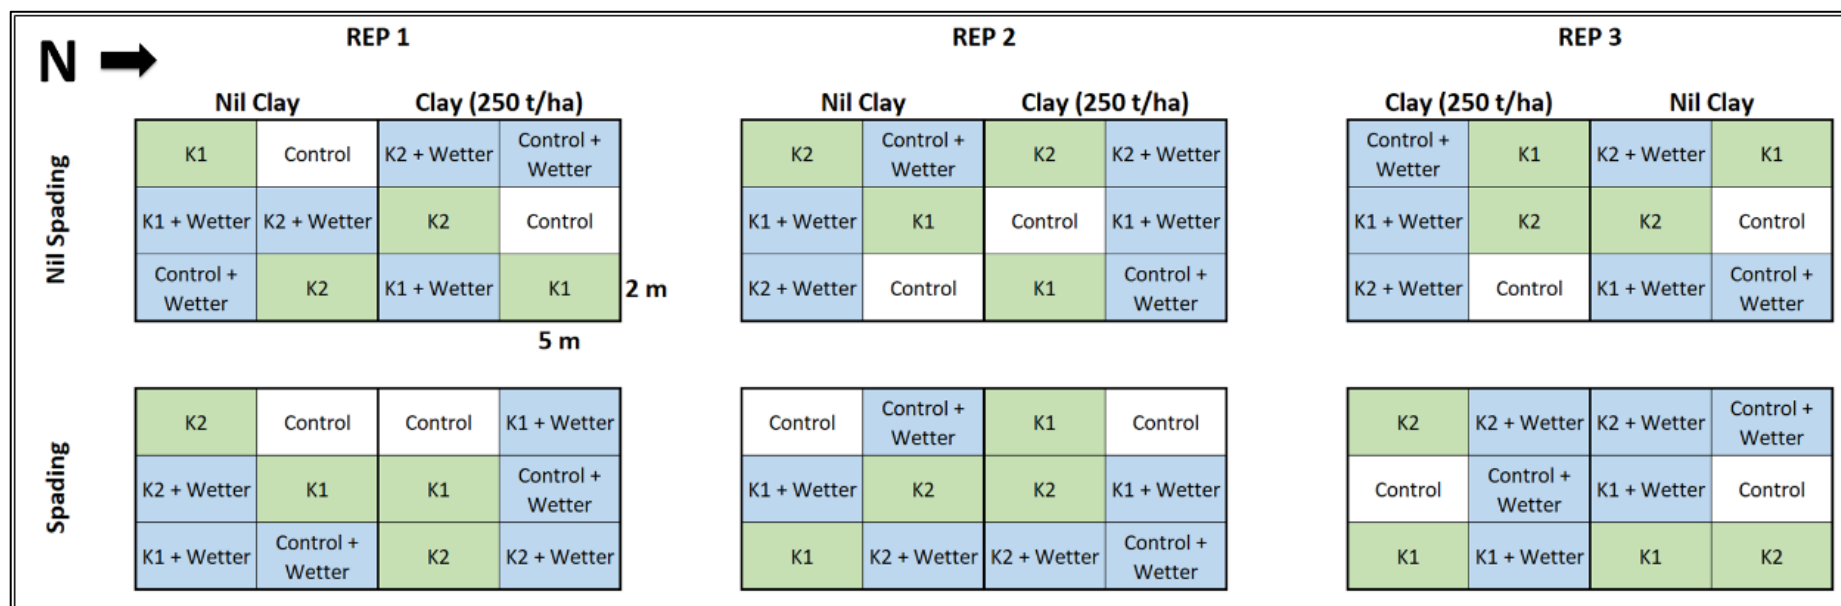 N
REP 1
REP 2
REP 3
Nil Clay
Clay (250 t/ha)
Nil Clay
Clay (250 t/ha)
Clay (250 t/ha)
Nil Clay
Nil Spading
K1
Control
K2 + Wetter
Control +
Wetter
K2
Control +
Wetter
K2
K2 + Wetter
Control +
Wetter
K1
K2 + Wetter
K1
K1 + Wetter
K2 + Wetter
K2
Control
K1 + Wetter
K1
Control
K1 + Wetter
K1 + Wetter
K2
K2
Control
Control +
Wetter
K2
K1 + Wetter
K1
2 m
K2 + Wetter
Control
K1
Control +
Wetter
K2 + Wetter
Control
K1 + Wetter
Control +
Wetter
5 m
Spading
K2
Control
Control
K1 + Wetter
Control
Control +
Wetter
K1
Control
K2
K2 + Wetter
K2 + Wetter
Control +
Wetter
K2 + Wetter
K1
K1
Control +
Wetter
K1 + Wetter
K2
K2
K1 + Wetter
Control
Control +
Wetter
K1 + Wetter
Control
K1 + Wetter
Control +
Wetter
K2
K2 + Wetter
K1
K2 + Wetter
K2 + Wetter
Control +
Wetter
K1
K1 + Wetter
K1
K2